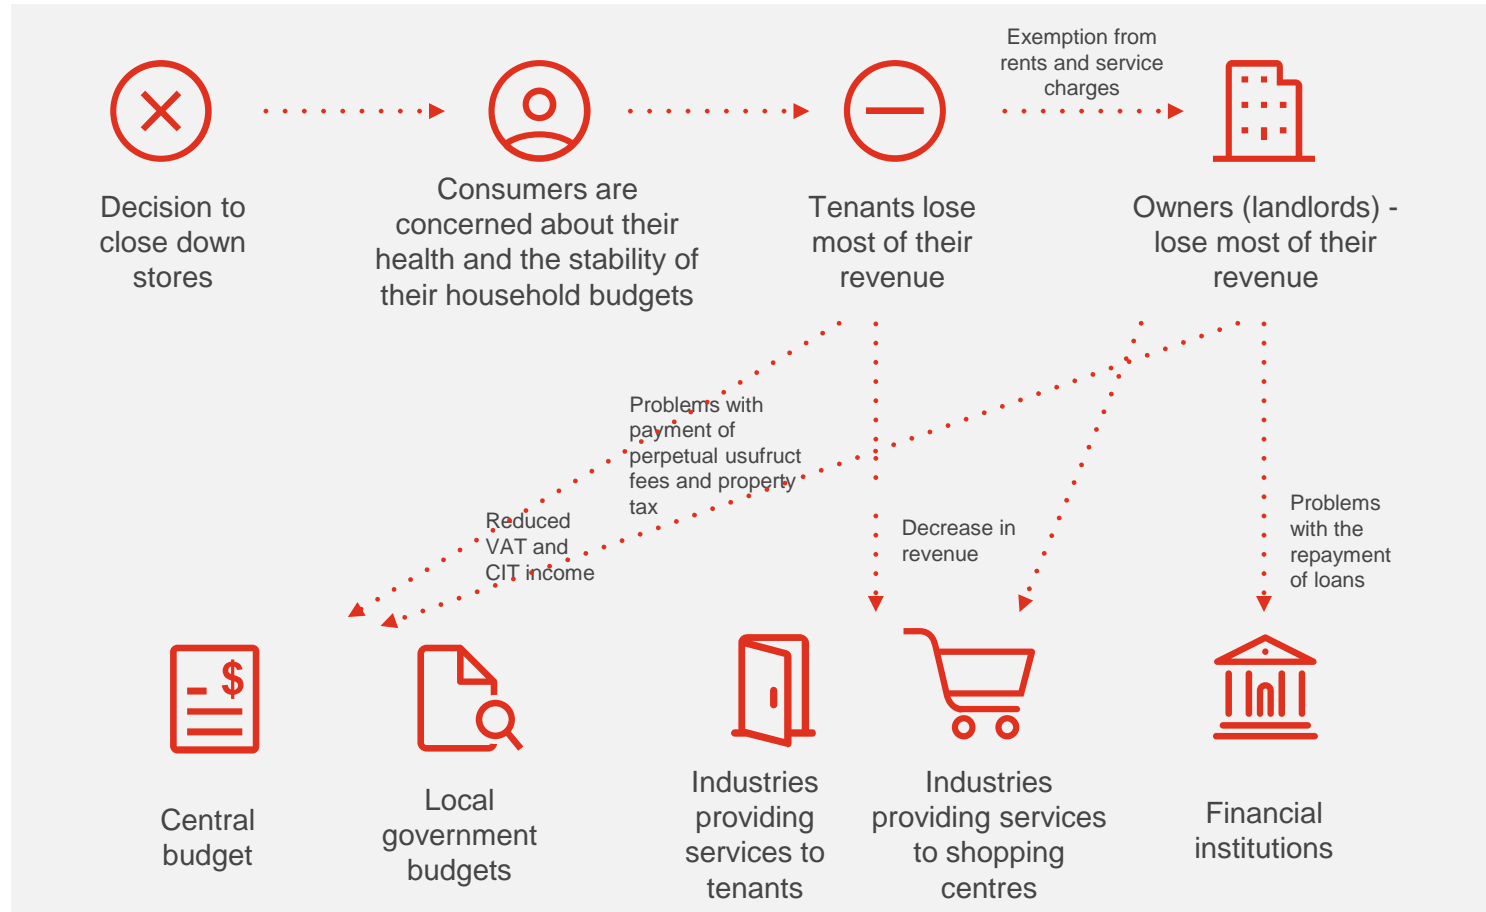 Exemption from
rents and service
charges
Decision to
close down
stores
Consumers are
concerned about their
health and the stability of
their household budgets
Tenants lose
most of their
revenue
Owners (landlords) -
lose most of their
revenue
Problems with
payment of
perpetual usufruct
fees and property
tax
Reduced
VAT and
CIT income
Decrease in
revenue
Problems
with the
repayment
of loans
$
Central
budget
Local
government
budgets
Industries
providing
services to
tenants
Industries
providing services
to shopping
centres
Financial
institutions